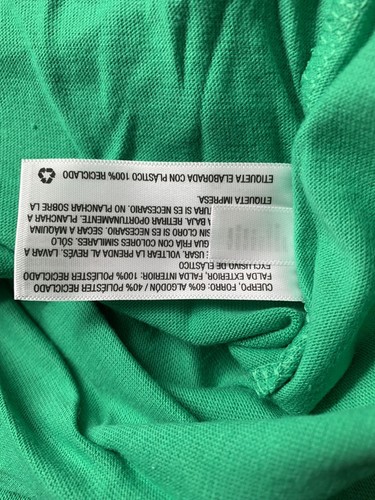 CUERPO, FORRO: 60% ALGODÓN/ 40% POLIÉSTER RECICLADO
FALDA EXTERIOR, FALDA INTERIOR: 100% POLIÉSTER RECICLADO
EXCLUSIVO DE ELÁSTICO
USAR. VOLTEAR LA PRENDA AL REVÉS. LAVAR A
GUA FRÍA CON COLORES SIMILARES. SÓLO
SIN CLORO SI ES NECESARIO. SECAR A MÁQUINA
A BAJA. RETIRAR OPORTUNAMENTE. PLANCHAR A
TURA SI ES NECESARIO. NO PLANCHAR SOBRE LA
ETIQUETA IMPRESA.
ETIQUETA ELABORADA CON PLÁSTICO 100% RECICLADO